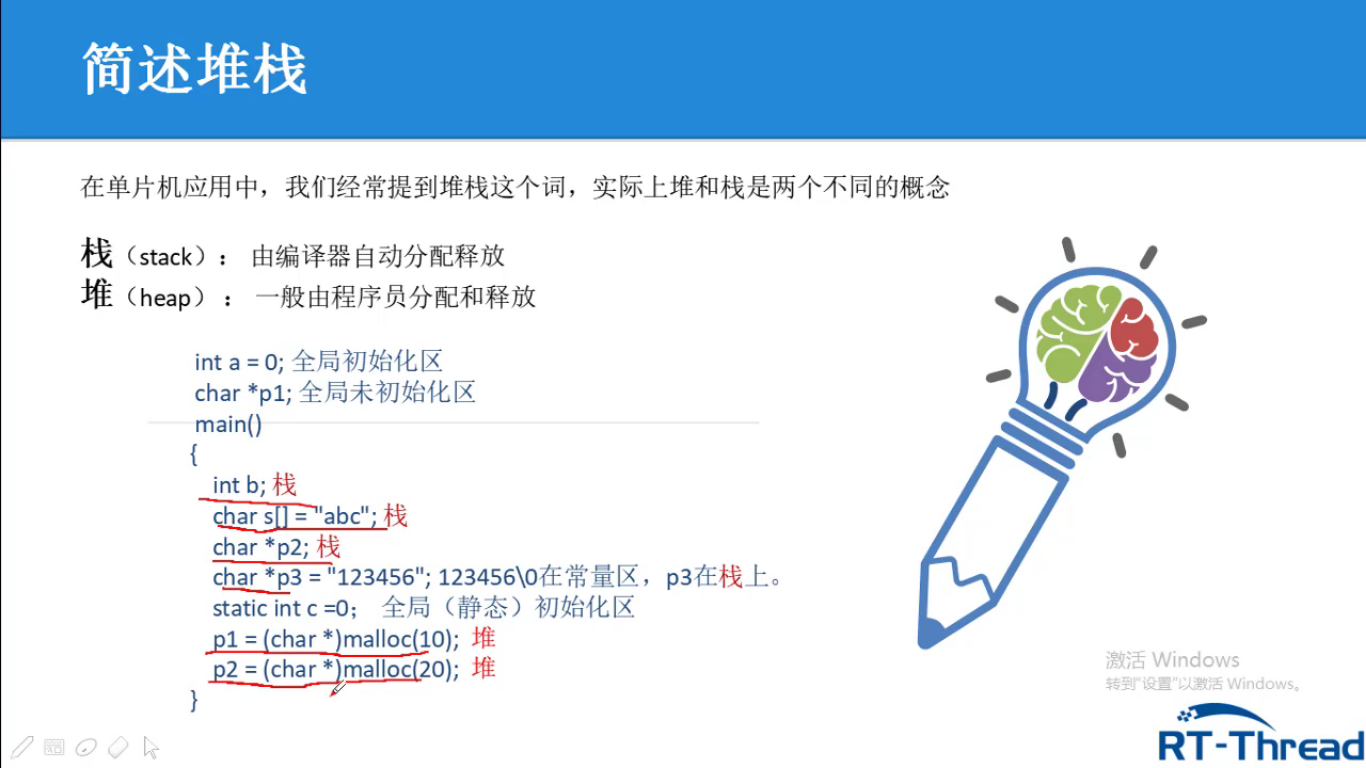 简述堆栈
在单片机应用中，我们经常提到堆栈这个词，实际上堆和栈是两个不同的概念
栈（stack）： 由编译器自动分配释放
堆（heap）： 一般由程序员分配和释放
int a = 0; 全局初始化区
char *p1; 全局未初始化区
main()
{
int b; 栈
char s[] = "abc"; 栈
char *p2; 栈
char *p3 = "123456"; 123456\0在常量区，p3在栈上。
static int c =0； 全局（静态）初始化区
p1 = (char *)malloc(10); 堆
p2 = (char *)malloc(20); 堆
}
激活 Windows
转到"设置"以激活 Windows。
RT-Thread